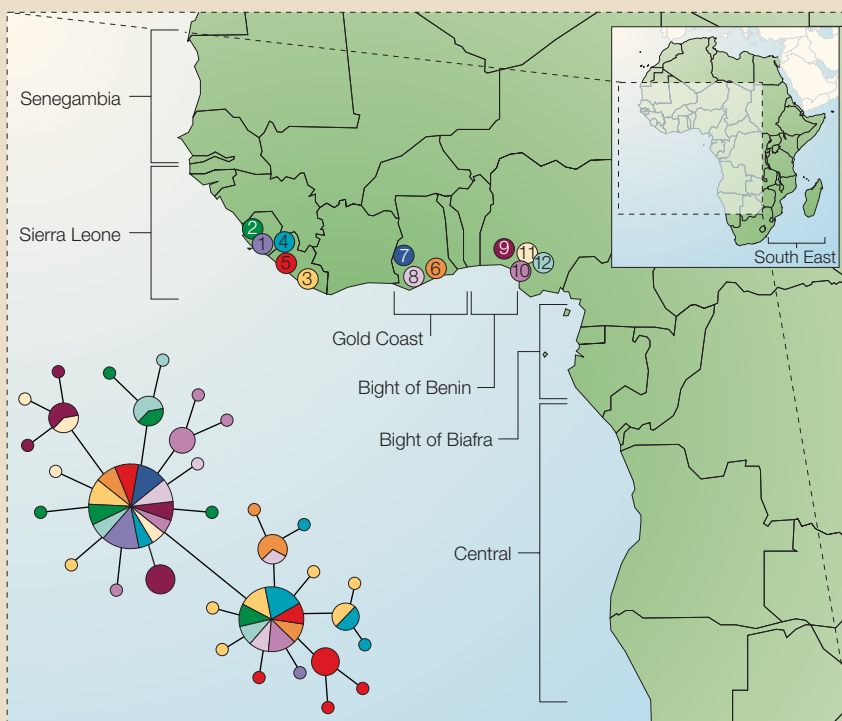 Senegambia
Sierra Leone
2
1
4
5
3
7
8
6
9
11
10
12
South East
Gold Coast
Bight of Benin
Bight of Biafra
Central